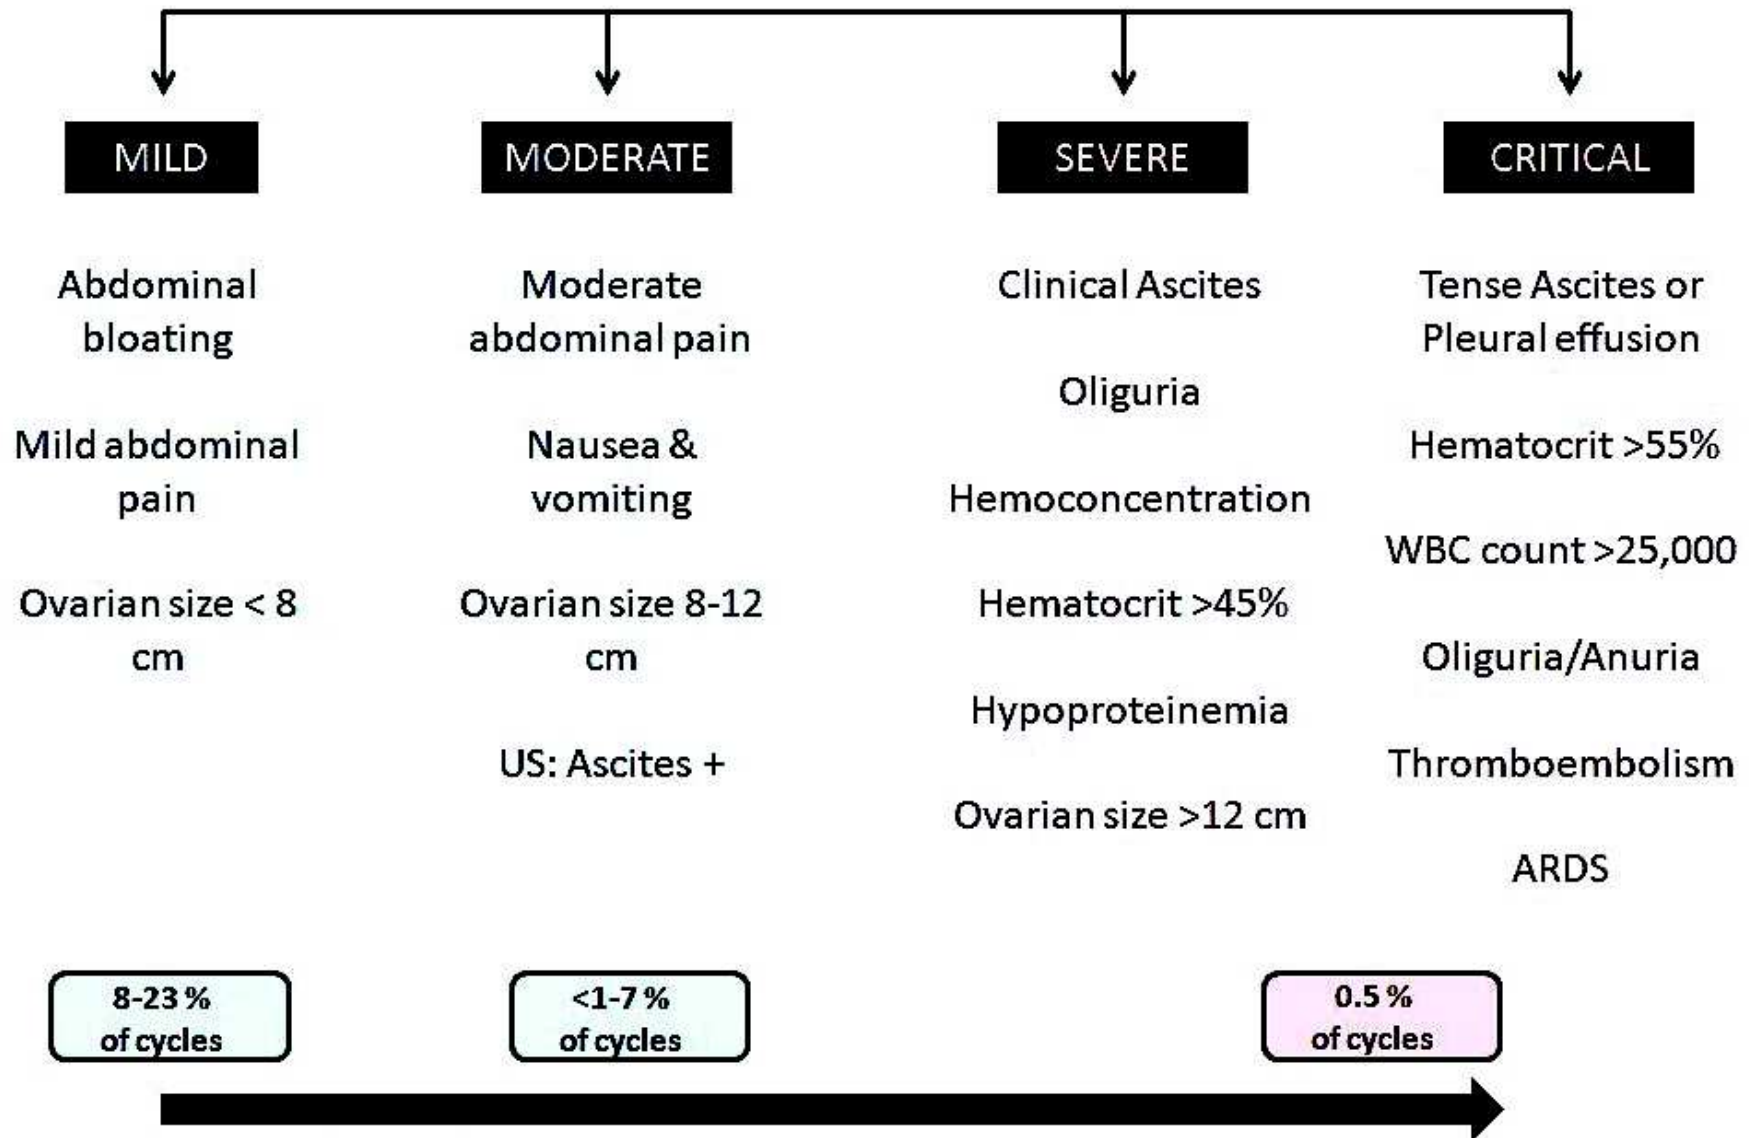 MILD
Abdominal
bloating
Mild abdominal
pain
Ovarian size < 8
cm
MODERATE
Moderate
abdominal pain
Nausea &
vomiting
Ovarian size 8-12
cm
US: Ascites +
SEVERE
Clinical Ascites
Oliguria
Hemoconcentration
Hematocrit >45%
Hypoproteinemia
Ovarian size >12 cm
CRITICAL
Tense Ascites or
Pleural effusion
Hematocrit >55%
WBC count >25,000
Oliguria/Anuria
Thromboembolism
ARDS
8-23 %
of cycles
<1-7 %
of cycles
0.5 %
of cycles